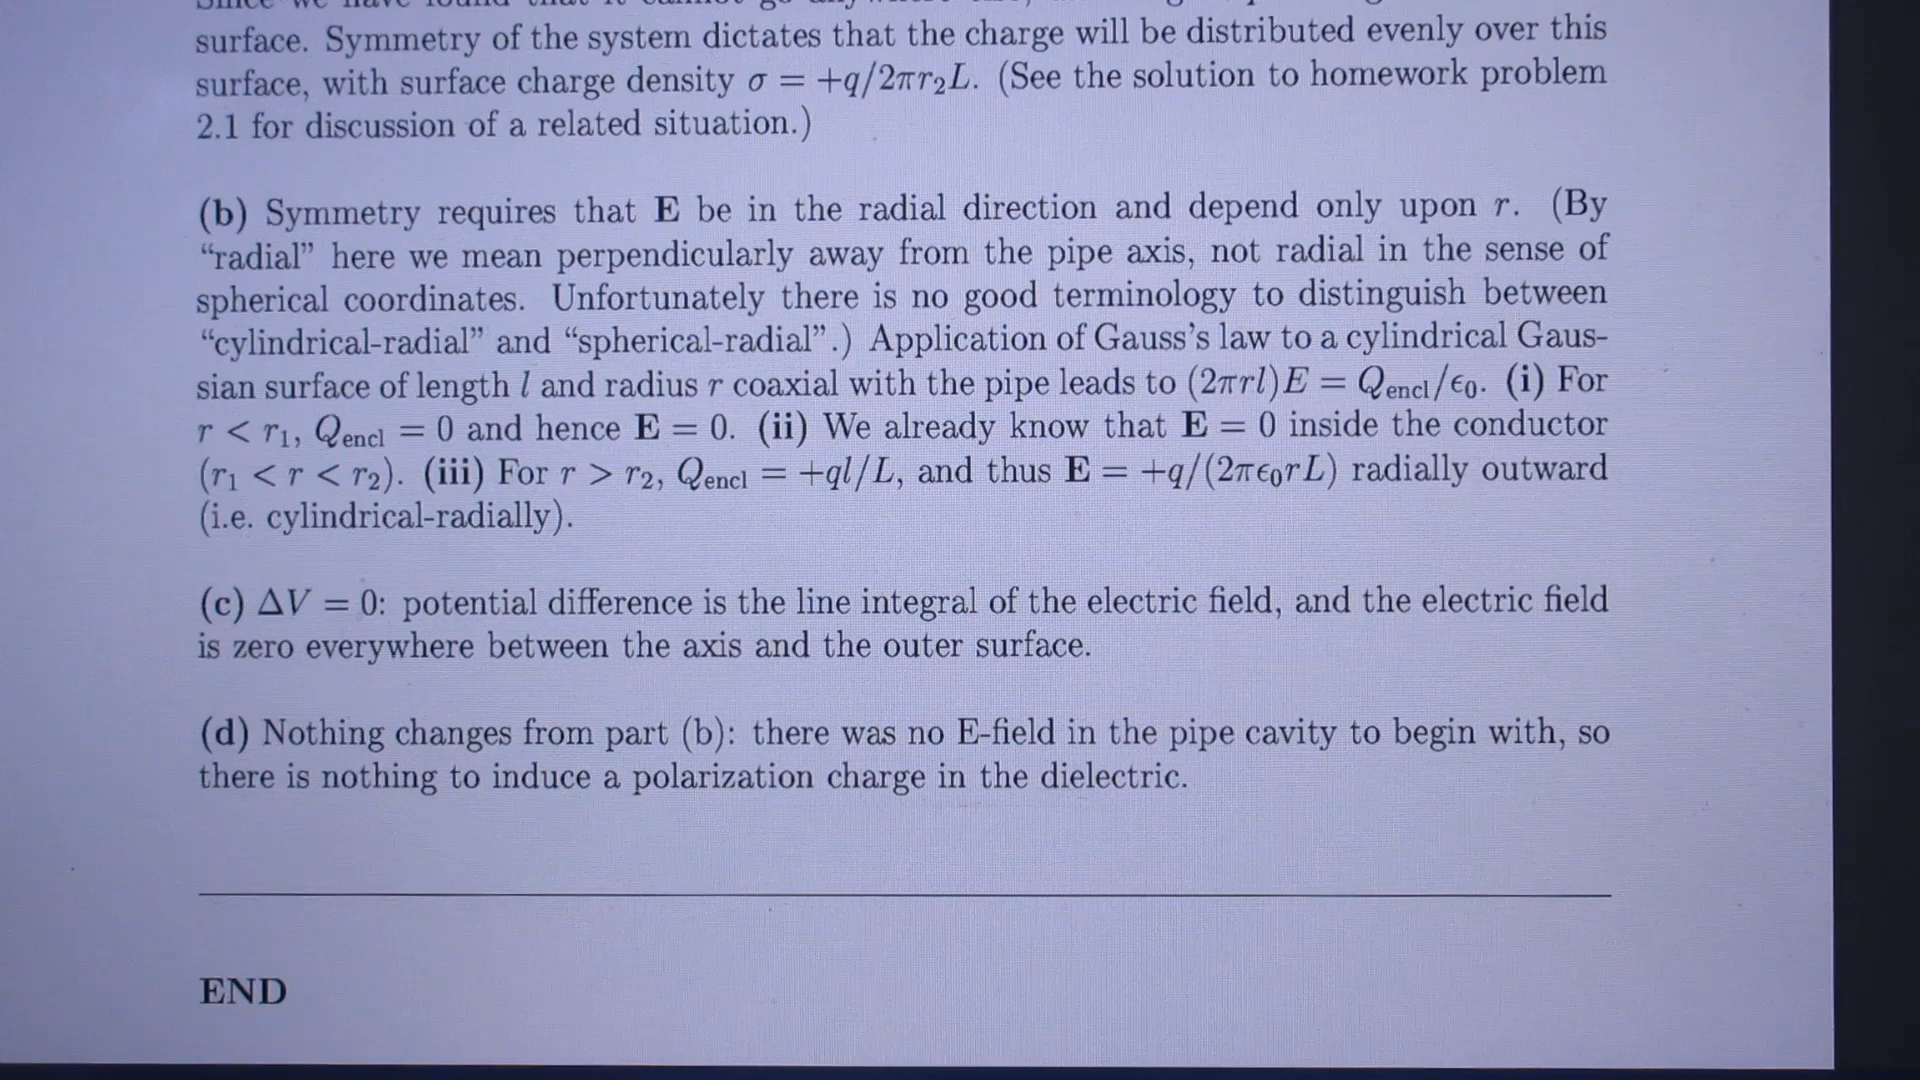 surface. Symmetry of the system dictates that the charge will be distributed evenly over this
surface, with surface charge density σ = +q/2πr₂L. (See the solution to homework problem
2.1 for discussion of a related situation.)
(b) Symmetry requires that E be in the radial direction and depend only upon r. (By
“radial” here we mean perpendicularly away from the pipe axis, not radial in the sense of
spherical coordinates. Unfortunately there is no good terminology to distinguish between
“cylindrical-radial” and “spherical-radial”.) Application of Gauss’s law to a cylindrical Gaus-
sian surface of length l and radius r coaxial with the pipe leads to (2πrl)E = Qencl/ϵ₀. (i) For
r < r₁, Qencl = 0 and hence E = 0. (ii) We already know that E = 0 inside the conductor
(r₁ < r < r₂). (iii) For r > r₂, Qencl = +ql/L, and thus E = +q/(2πϵ₀rL) radially outward
(i.e. cylindrical-radially).
(c) ΔV = 0: potential difference is the line integral of the electric field, and the electric field
is zero everywhere between the axis and the outer surface.
(d) Nothing changes from part (b): there was no E-field in the pipe cavity to begin with, so
there is nothing to induce a polarization charge in the dielectric.
END